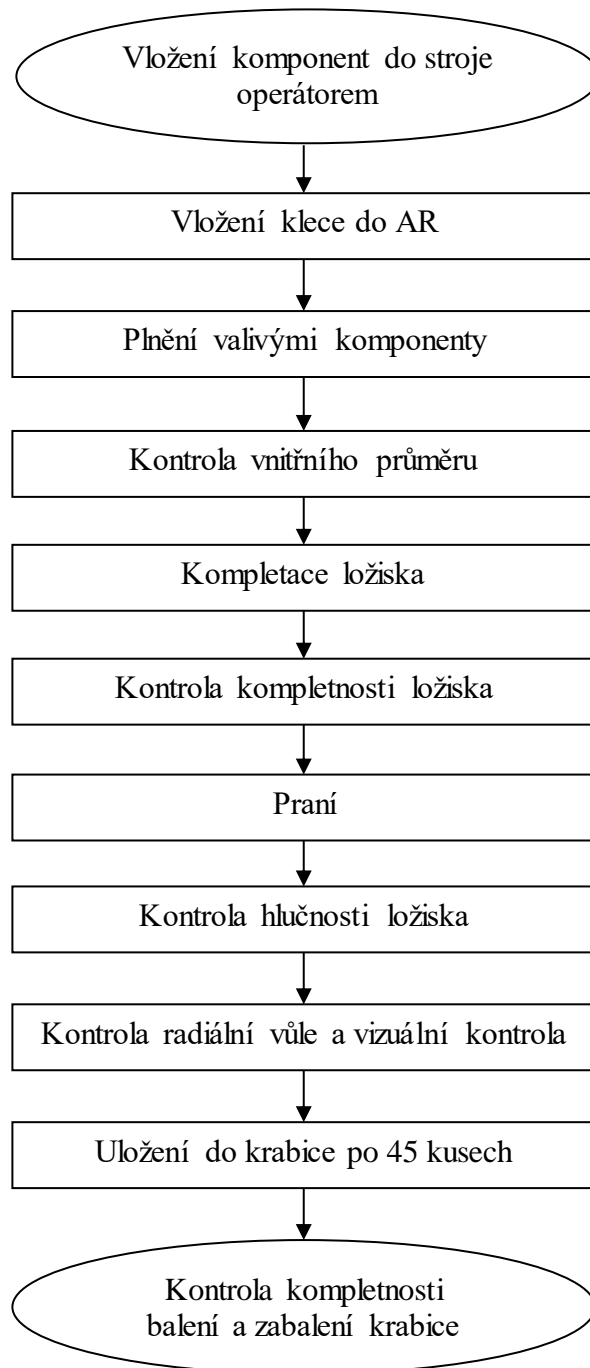 Vložení komponent do stroje
operátorem
Vložení klece do AR
Plnění valivými komponenty
Kontrola vnitřního průměru
Kompletace ložiska
Kontrola kompletnosti ložiska
Praní
Kontrola hlučnosti ložiska
Kontrola radiální vůle a vizuální kontrola
Uložení do krabice po 45 kusech
Kontrola kompletnosti
balení a zabalení krabice